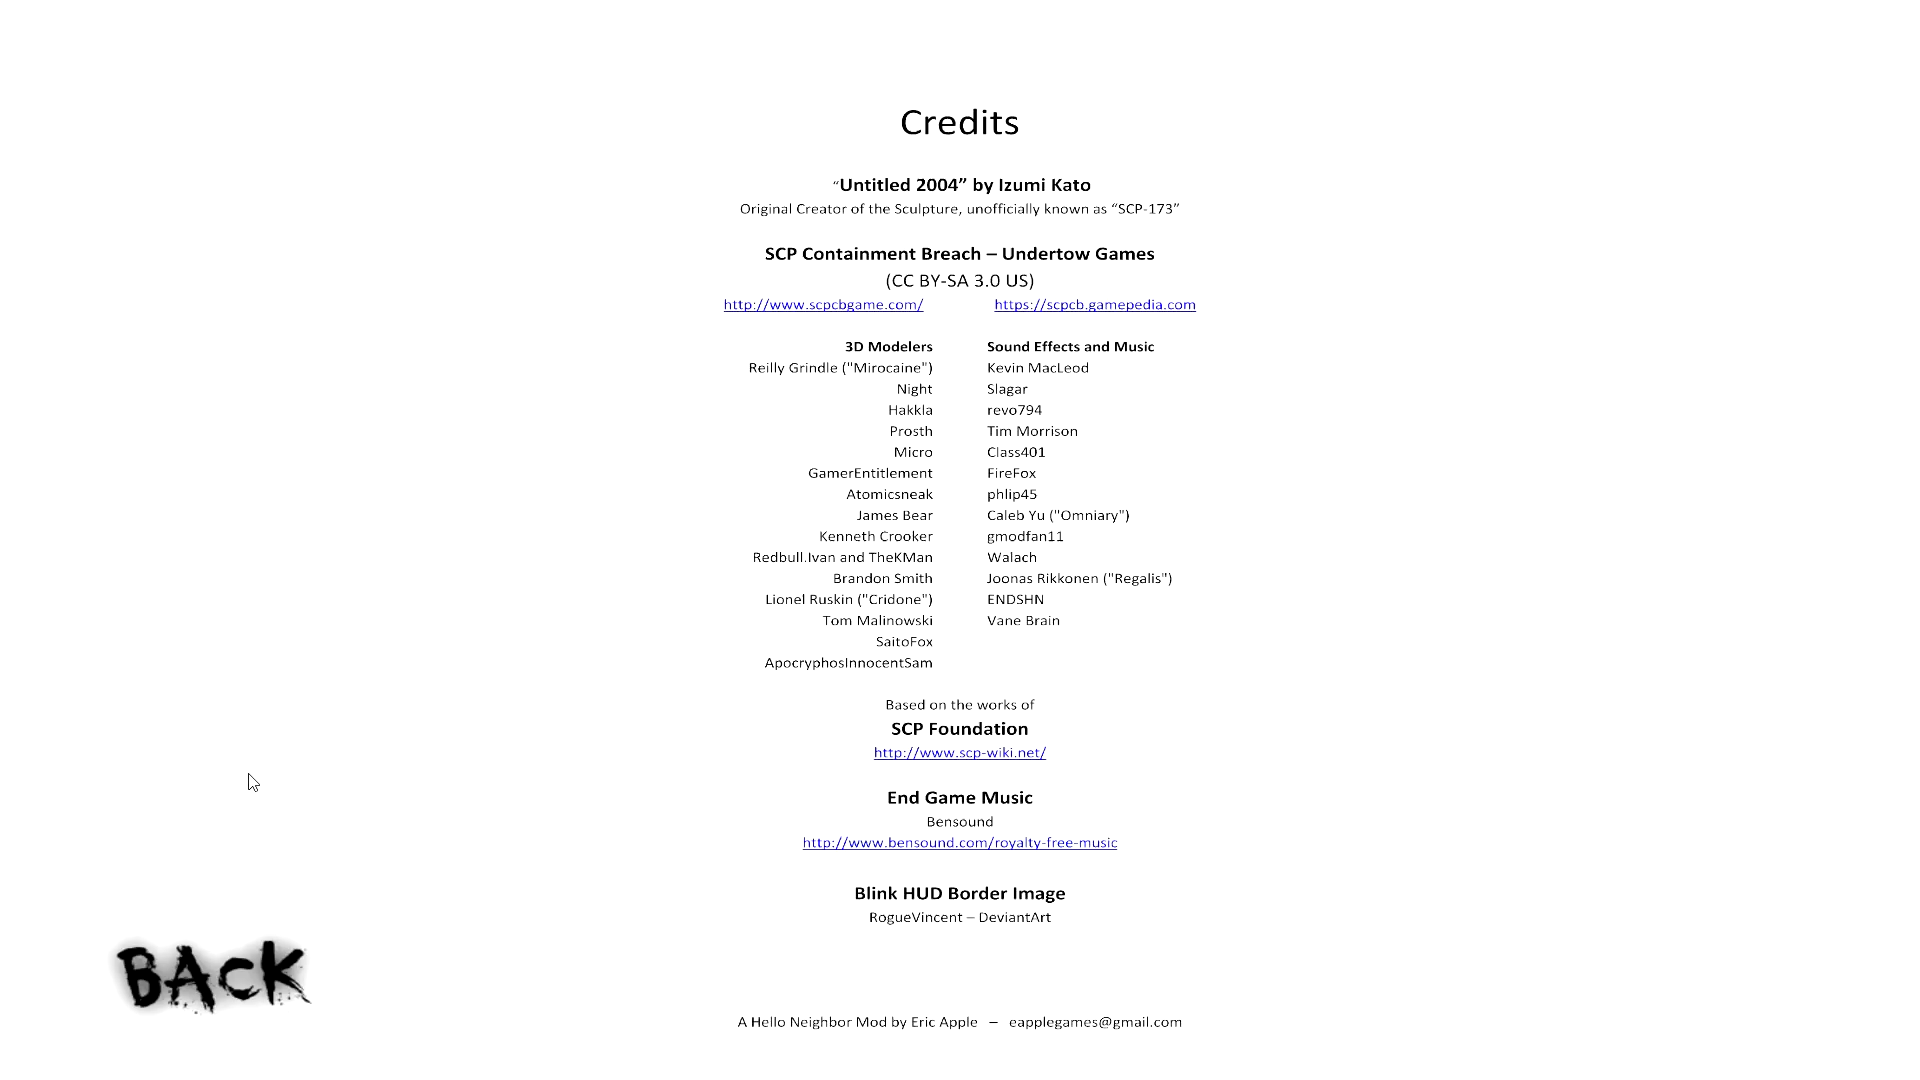 Credits
“Untitled 2004” by Izumi Kato
Original Creator of the Sculpture, unofficially known as “SCP-173”
SCP Containment Breach – Undertow Games
(CC BY-SA 3.0 US)
http://www.scpcbgame.com/ https://scpcb.gamepedia.com
3D Modelers
Reilly Grindle ("Mirocaine")
Night
Hakkla
Prosth
Micro
GamerEntitlement
Atomicsneak
James Bear
Kenneth Crooker
Redbull.Ivan and TheKMan
Brandon Smith
Lionel Ruskin ("Cridone")
Tom Malinowski
SaitoFox
ApocryphosInnocentSam
Sound Effects and Music
Kevin MacLeod
Slagar
revo794
Tim Morrison
Class401
FireFox
phlip45
Caleb Yu ("Omniary")
gmodfan11
Walach
Joonas Rikkonen ("Regalis")
ENDSHN
Vane Brain
Based on the works of
SCP Foundation
http://www.scp-wiki.net/
End Game Music
Bensound
http://www.bensound.com/royalty-free-music
Blink HUD Border Image
RogueVincent – DeviantArt
BACK
A Hello Neighbor Mod by Eric Apple – eapplegames@gmail.com